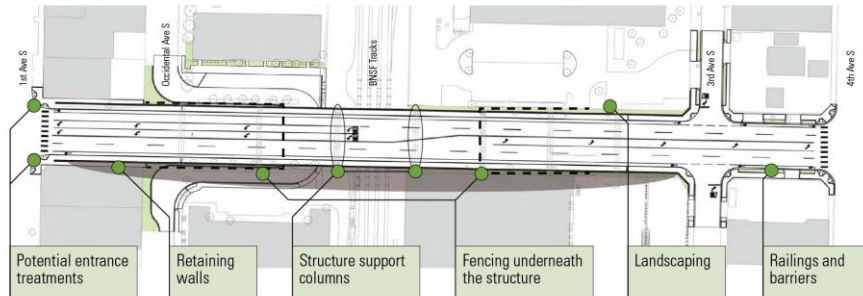 1st Ave S
Occidental Ave S
BNSF Tracks
3rd Ave S
4th Ave S
Potential entrance
treatments
Retaining
walls
Structure support
columns
Fencing underneath
the structure
Landscaping
Railings and
barriers